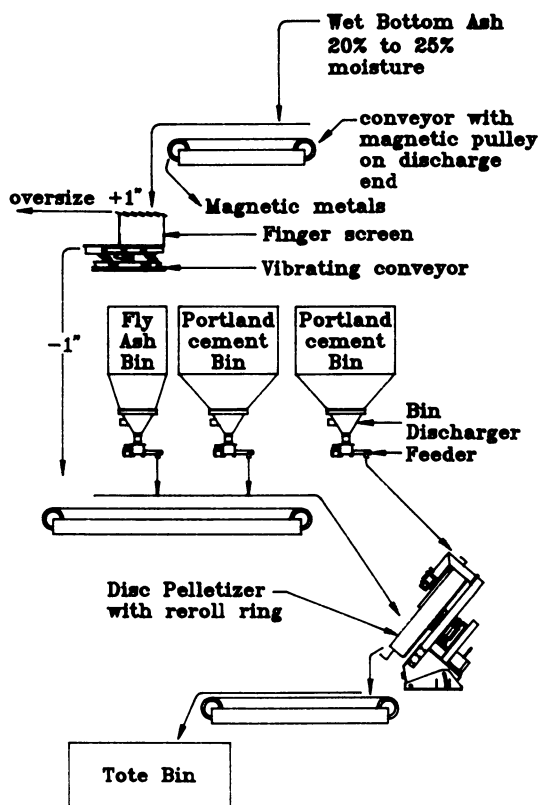 Wet Bottom Ash
20% to 25%
moisture
conveyor with
magnetic pulley
on discharge
end
oversize +1"
Magnetic metals
Finger screen
Vibrating conveyor
-1"
Fly
Ash
Bin
Portland
cement
Bin
Portland
cement
Bin
Bin
Discharger
Feeder
Disc Pelletizer
with reroll ring
Tote Bin